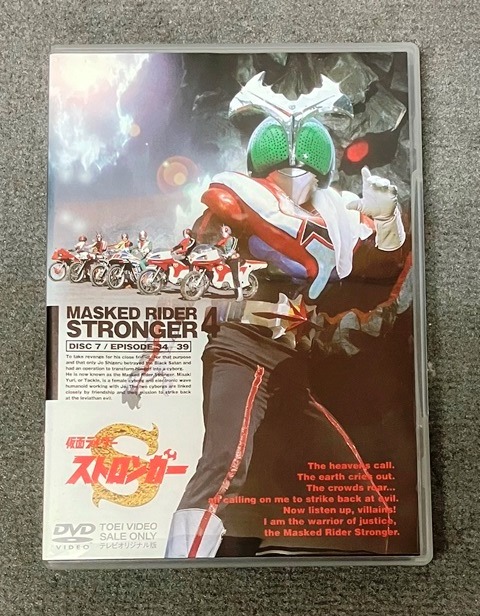 MASKED RIDER
STRONGER 4
DISC 7 / EPISODE 34 - 39
To take revenge for his close friend, for that purpose
and that only Jo Shigeru betrayed the Black Satan and
had an operation to transform himself into a cyborg.
He is now known as the Masked Rider Stronger. Misaki
Yuri, or Tackle, is a female cyborg and electronic wave
humanoid working with Jo. The two cyborgs are linked
closely by friendship and their mission to strike back
at the leviathan evil.
仮面ライダー
ストロンガー
S
The heavens call.
The earth cries out.
The crowds roar...
all calling on me to strike back at evil.
Now listen up, villains!
I am the warrior of justice,
the Masked Rider Stronger.
DVD
VIDEO
TOEI VIDEO
SALE ONLY
テレビオリジナル版